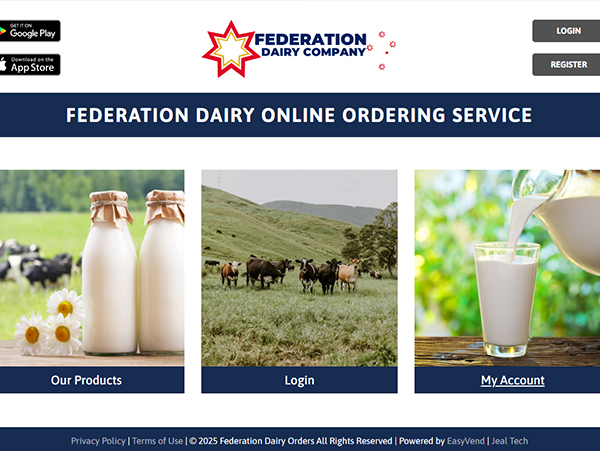 GET IT ON
Google Play
Download on the
App Store
FEDERATION
DAIRY COMPANY
LOGIN
REGISTER
FEDERATION DAIRY ONLINE ORDERING SERVICE
Our Products
Login
My Account
Privacy Policy | Terms of Use | © 2025 Federation Dairy Orders All Rights Reserved | Powered by EasyVend | Jeal Tech